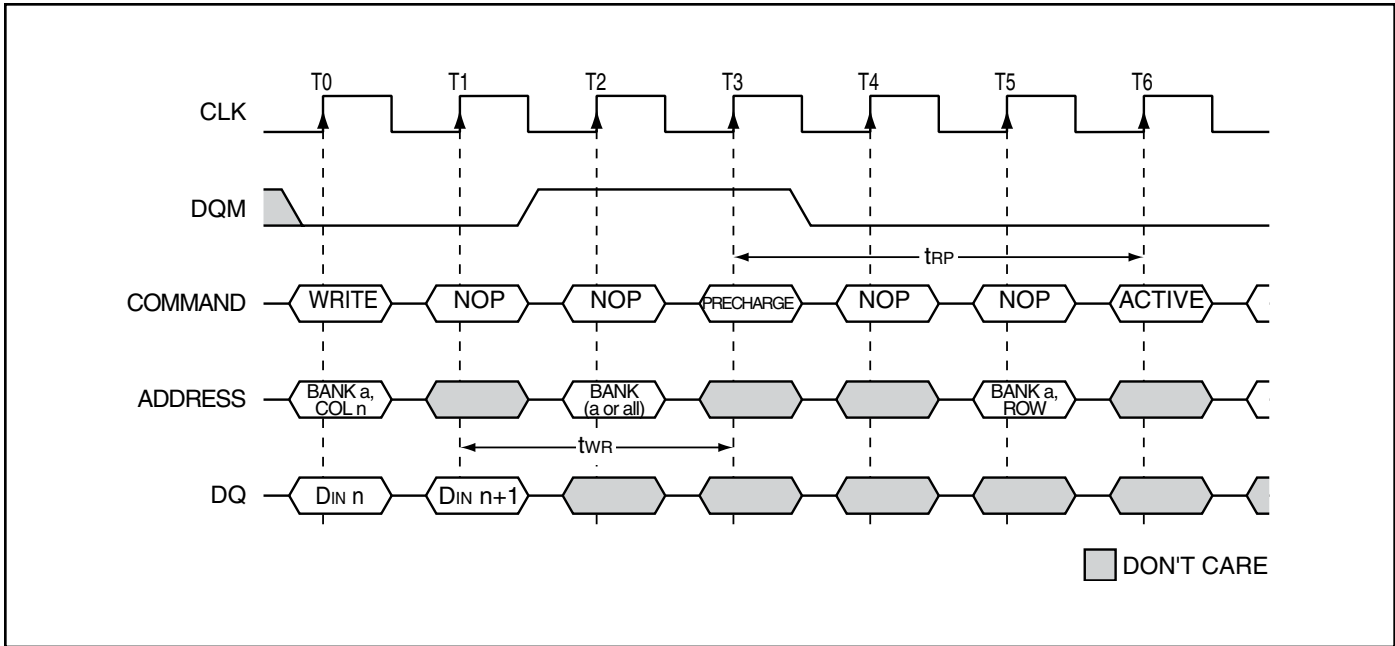 T0 T1 T2 T3 T4 T5 T6
CLK
DQM
tRP
COMMAND WRITE NOP NOP PRECHARGE NOP NOP ACTIVE
ADDRESS BANK a, COL n BANK (a or all) BANK a, ROW
tWR
DQ DIN n DIN n+1
DON'T CARE